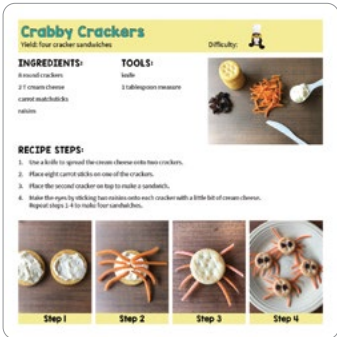 Crabby Crackers
Yield: four cracker sandwiches
Difficulty:
INGREDIENTS:
8 round crackers
2 T cream cheese
carrot matchsticks
raisins
TOOLS:
knife
1 tablespoon measure
RECIPE STEPS:
1. Use a knife to spread the cream cheese onto two crackers.
2. Place eight carrot sticks on one of the crackers.
3. Place the second cracker on top to make a sandwich.
4. Make the eyes by sticking two raisins onto each cracker with a little bit of cream cheese.
Repeat steps 1-4 to make four sandwiches.
Step 1
Step 2
Step 3
Step 4